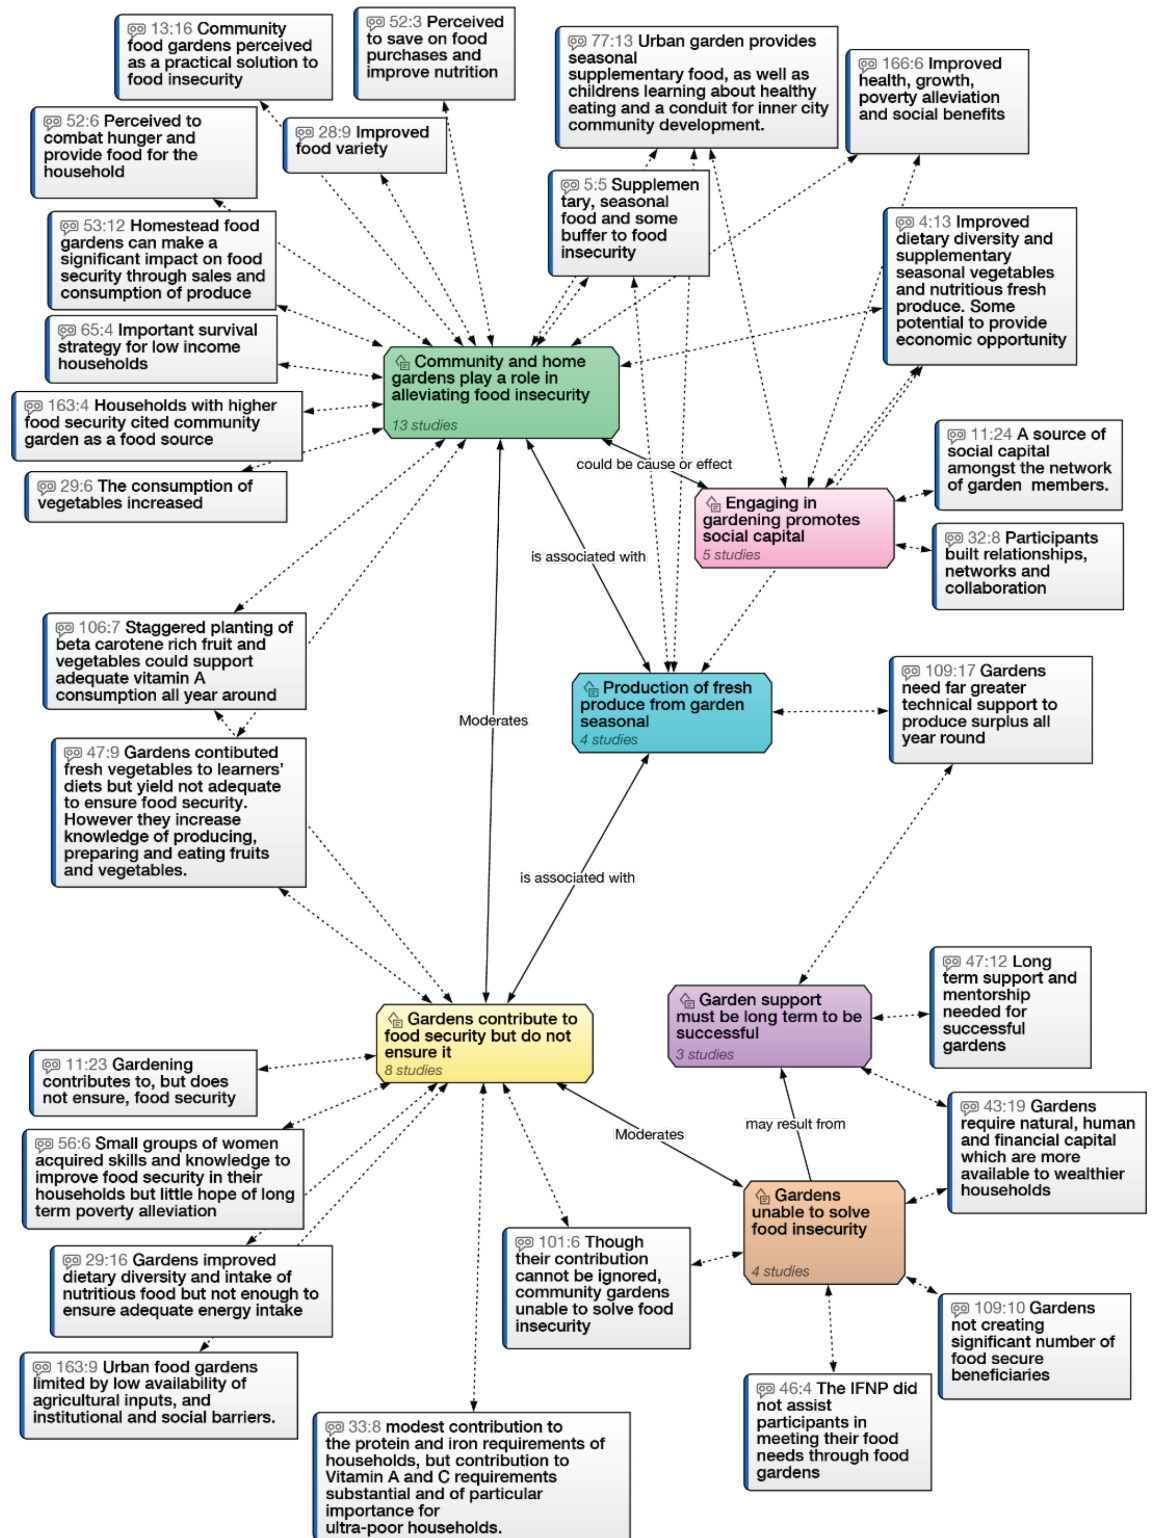 13:16 Community
food gardens perceived
as a practical solution to
food insecurity
52:3 Perceived
to save on food
purchases and
improve nutrition
77:13 Urban garden provides
seasonal
supplementary food, as well as
childrens learning about healthy
eating and a conduit for inner city
community development.
166:6 Improved
health, growth,
poverty alleviation
and social benefits
52:6 Perceived to
combat hunger and
provide food for the
household
28:9 Improved
food variety
5:5 Supplemen
tary, seasonal
food and some
buffer to food
insecurity
4:13 Improved
dietary diversity and
supplementary
seasonal vegetables
and nutritious fresh
produce. Some
potential to provide
economic opportunity
53:12 Homestead food
gardens can make a
significant impact on food
security through sales and
consumption of produce
65:4 Important survival
strategy for low income
households
Community and home
gardens play a role in
alleviating food insecurity
13 studies
163:4 Households with higher
food security cited community
garden as a food source
29:6 The consumption of
vegetables increased
could be cause or effect
11:24 A source of
social capital
amongst the network
of garden members.
Engaging in
gardening promotes
social capital
5 studies
32:8 Participants
built relationships,
networks and
collaboration
is associated with
106:7 Staggered planting of
beta carotene rich fruit and
vegetables could support
adequate vitamin A
consumption all year around
Production of fresh
produce from garden
seasonal
4 studies
109:17 Gardens
need far greater
technical support to
produce surplus all
year round
Moderates
47:9 Gardens contibuted
fresh vegetables to learners'
diets but yield not adequate
to ensure food security.
However they increase
knowledge of producing,
preparing and eating fruits
and vegetables.
is associated with
Gardens contribute to
food security but do not
ensure it
8 studies
Garden support
must be long term to be
successful
3 studies
47:12 Long
term support and
mentorship
needed for
successful
gardens
11:23 Gardening
contributes to, but does
not ensure, food security
43:19 Gardens
require natural, human
and financial capital
which are more
available to wealthier
households
Moderates
may result from
56:6 Small groups of women
acquired skills and knowledge to
improve food security in their
households but little hope of long
term poverty alleviation
Gardens
unable to solve
food insecurity
4 studies
29:16 Gardens improved
dietary diversity and intake of
nutritious food but not enough to
ensure adequate energy intake
101:6 Though
their contribution
cannot be ignored,
community gardens
unable to solve food
insecurity
109:10 Gardens
not creating
significant number of
food secure
beneficiaries
163:9 Urban food gardens
limited by low availability of
agricultural inputs, and
institutional and social barriers.
46:4 The IFNP did
not assist
participants in
meeting their food
needs through food
gardens
33:8 modest contribution to
the protein and iron requirements of
households, but contribution to
Vitamin A and C requirements
substantial and of particular
importance for
ultra-poor households.